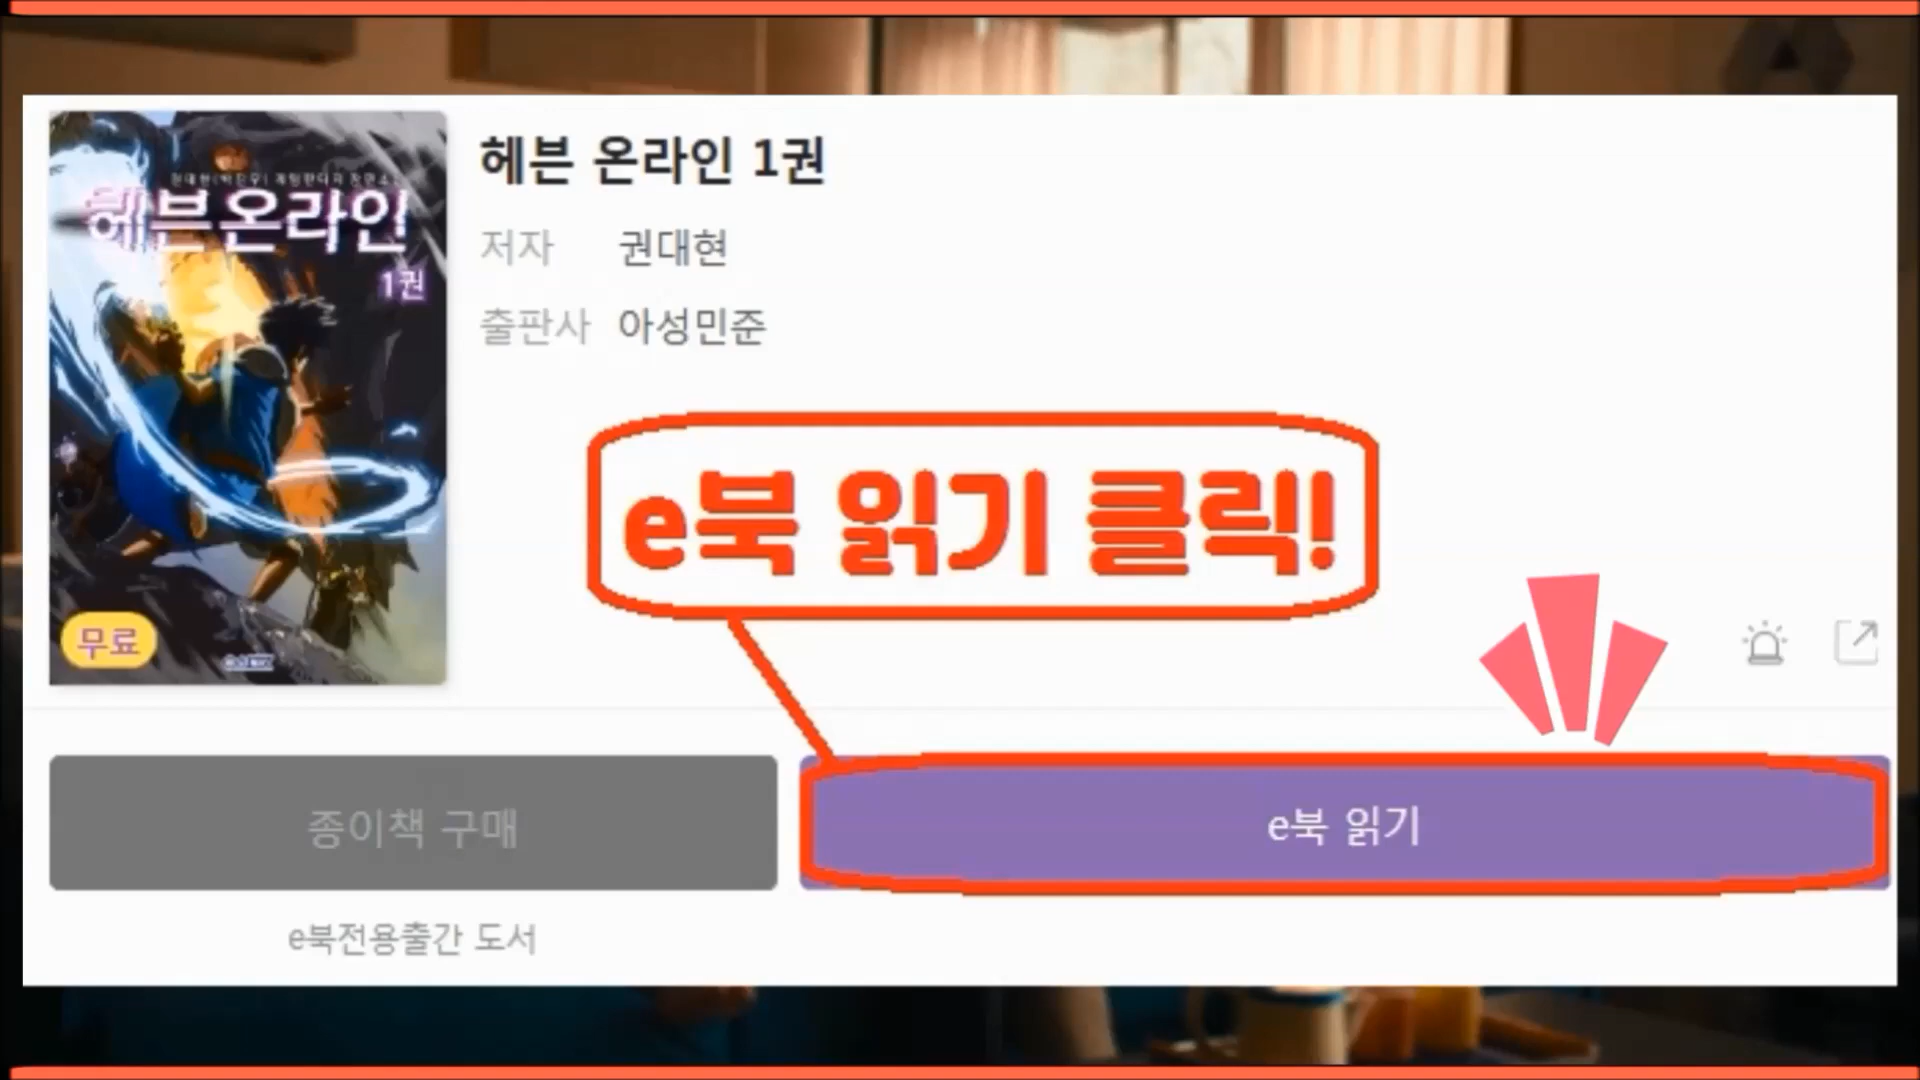 헤븐 온라인
1권
무료
헤븐 온라인 1권
저자 권대현
출판사 아성민준
e북 읽기 클릭!
종이책 구매
e북 읽기
e북전용출간 도서